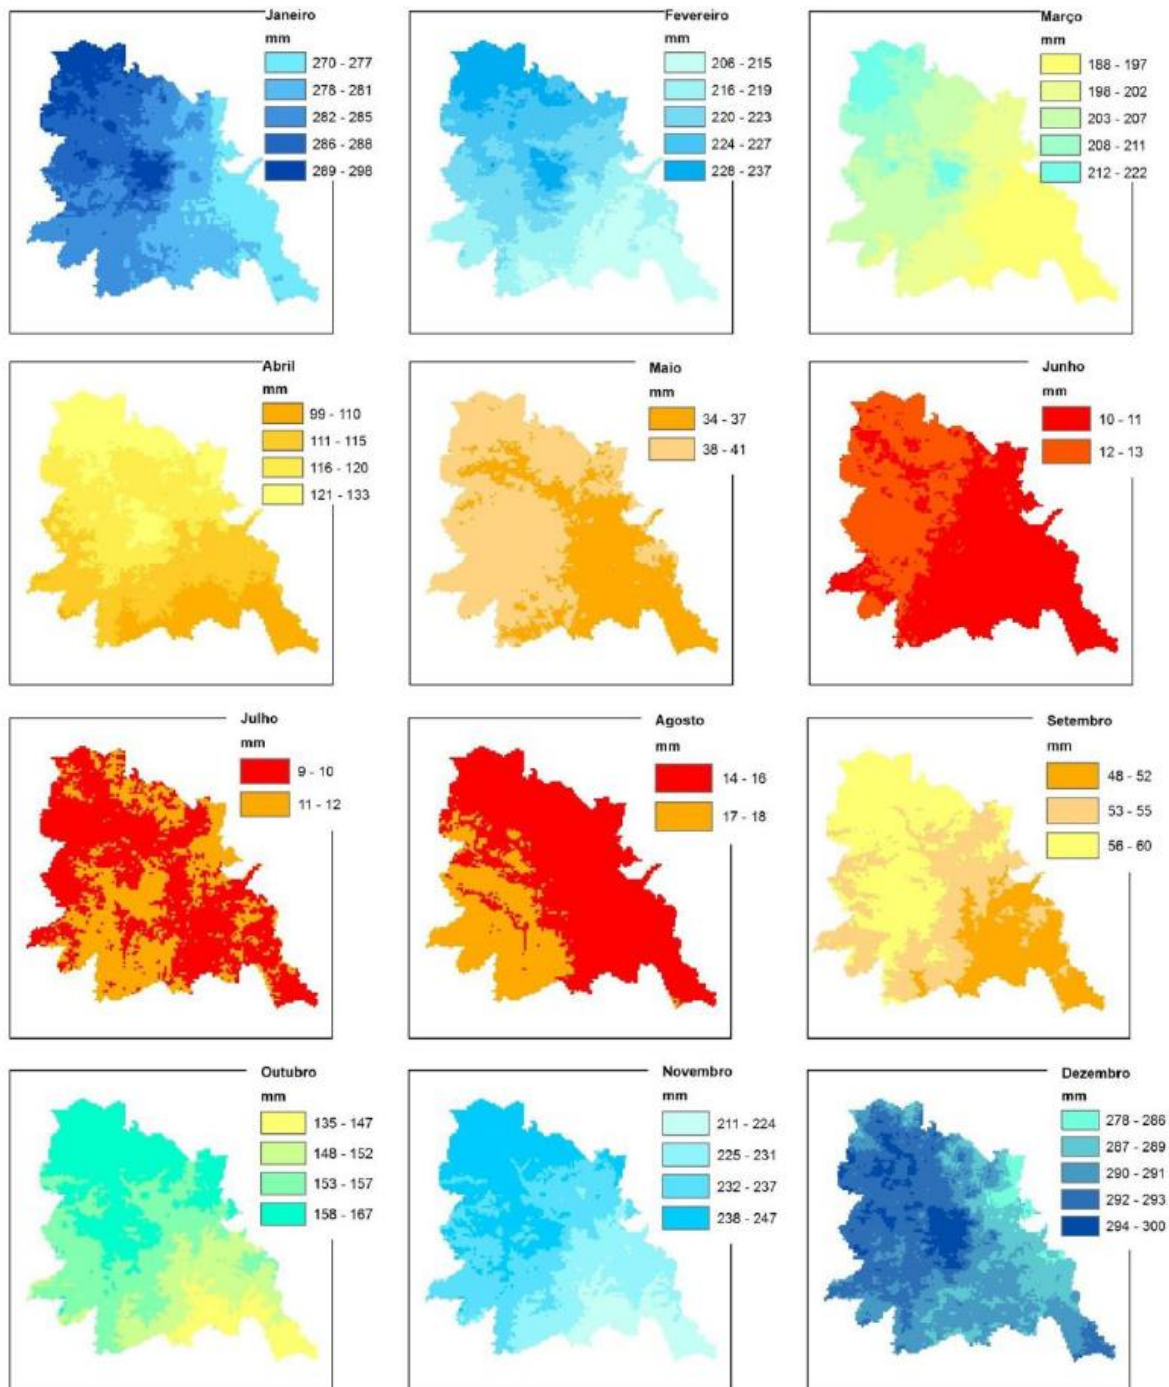 Janeiro
mm
270 - 277
278 - 281
282 - 285
286 - 288
289 - 298
Fevereiro
mm
206 - 215
216 - 219
220 - 223
224 - 227
228 - 237
Março
mm
188 - 197
198 - 202
203 - 207
208 - 211
212 - 222
Abril
mm
99 - 110
111 - 115
116 - 120
121 - 133
Maio
mm
34 - 37
38 - 41
Junho
mm
10 - 11
12 - 13
Julho
mm
9 - 10
11 - 12
Agosto
mm
14 - 16
17 - 18
Setembro
mm
48 - 52
53 - 55
56 - 60
Outubro
mm
135 - 147
148 - 152
153 - 157
158 - 167
Novembro
mm
211 - 224
225 - 231
232 - 237
238 - 247
Dezembro
mm
278 - 286
287 - 289
290 - 291
292 - 293
294 - 300